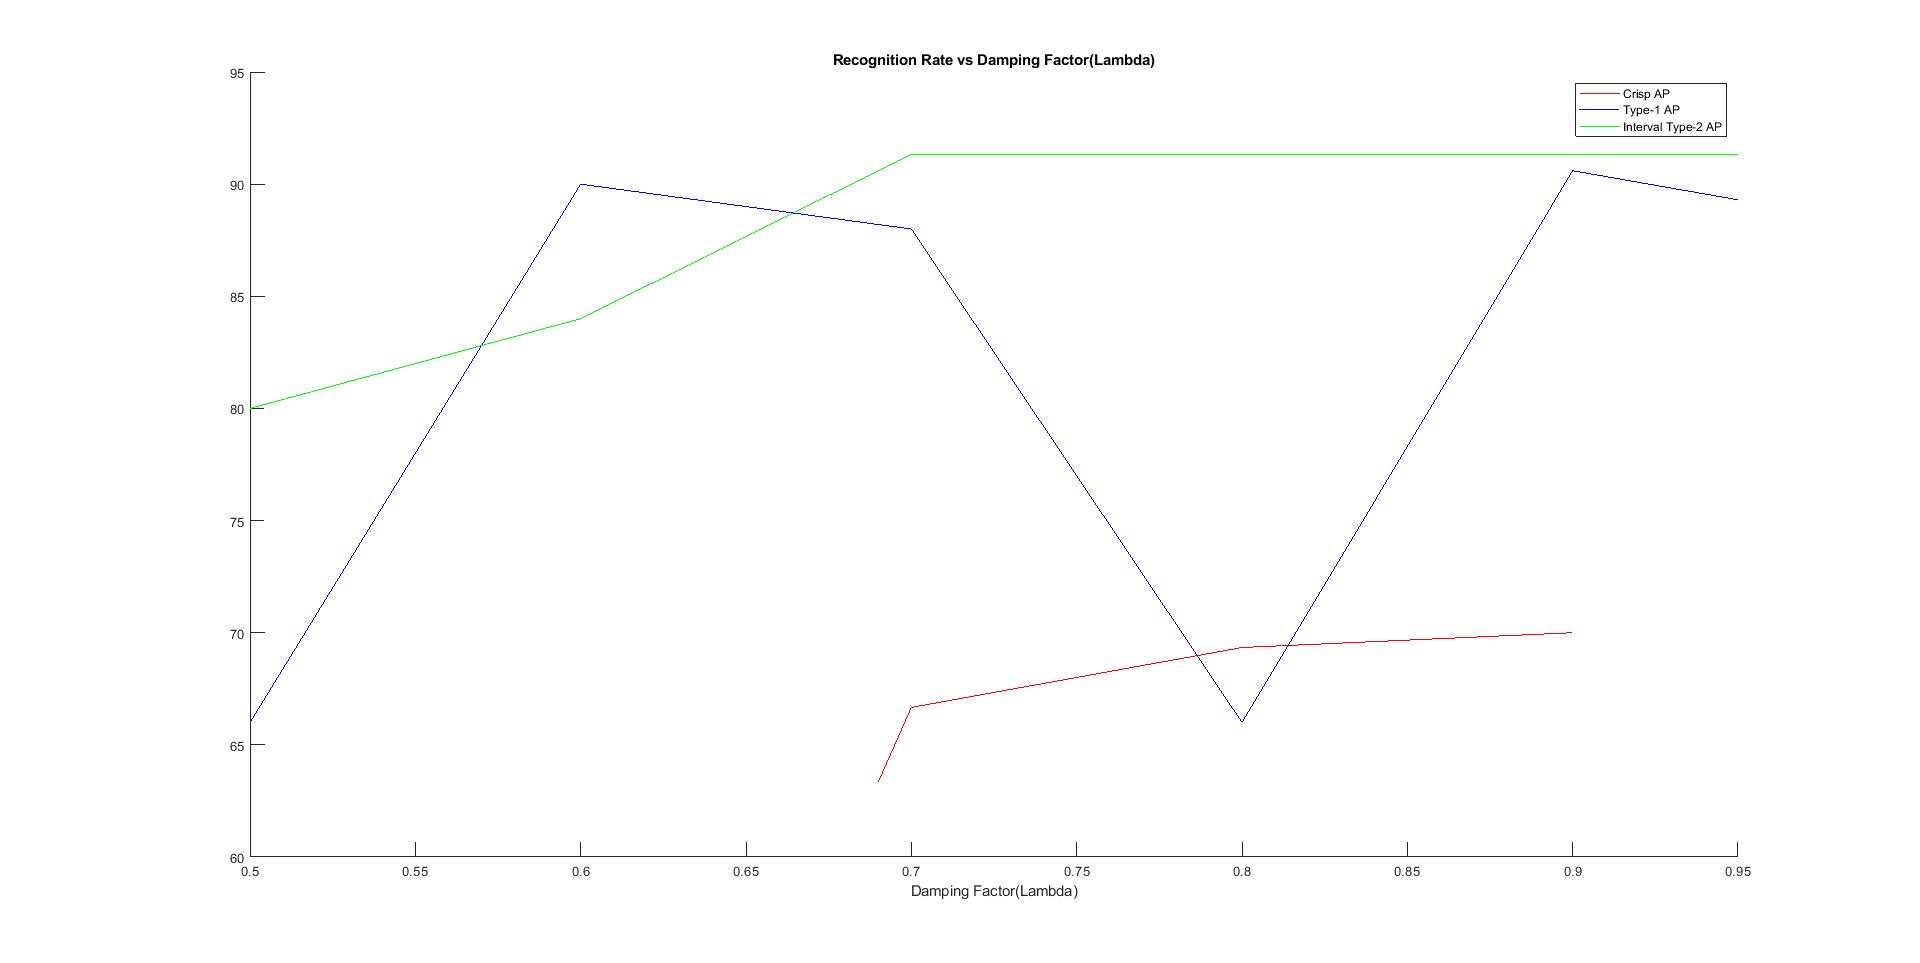 Recognition Rate vs Damping Factor(Lambda)
95
Crisp AP
Type-1 AP
Interval Type-2 AP
90
85
80
75
70
65
60
0.5 0.55 0.6 0.65 0.7 0.75 0.8 0.85 0.9 0.95
Damping Factor(Lambda)